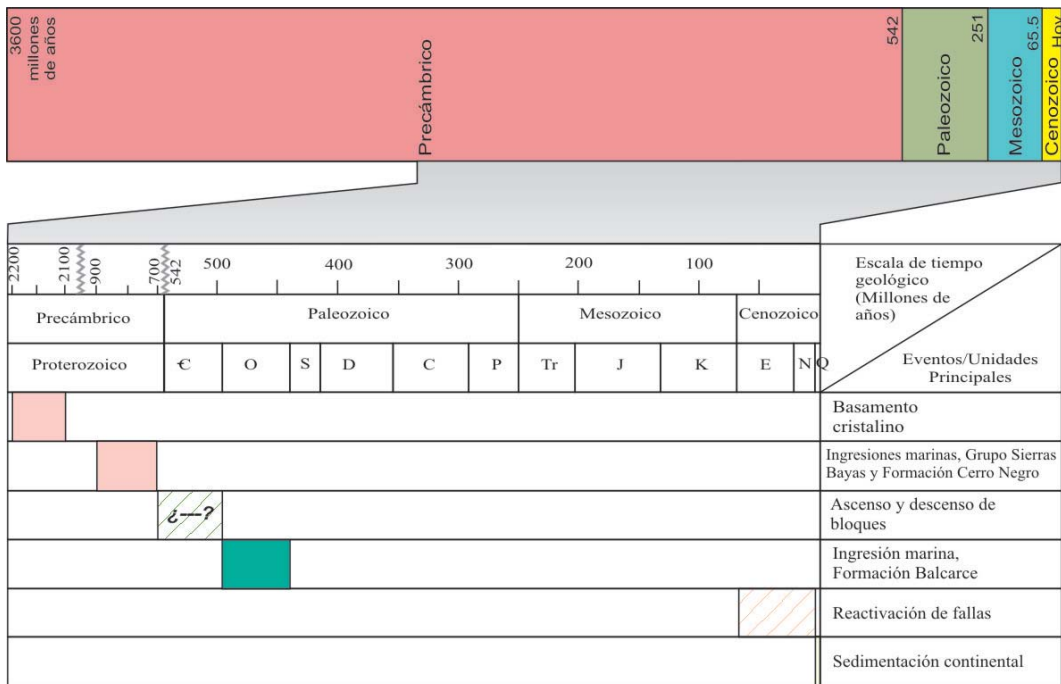 3600
millones
de años
Precámbrico
542
Paleozoico
251
Mesozoico
65.5
Cenozoico
Hoy
2200
2100
900
700
542
500
400
300
200
100
Escala de tiempo
geológico
(Millones de
años)
Precámbrico
Paleozoico
Mesozoico
Cenozoico
Proterozoico
Є
O
S
D
C
P
Tr
J
K
E
N
Q
Eventos/Unidades
Principales
Basamento
cristalino
Ingresiones marinas, Grupo Sierras
Bayas y Formación Cerro Negro
¿---?
Ascenso y descenso de
bloques
Ingresión marina,
Formación Balcarce
Reactivación de fallas
Sedimentación continental